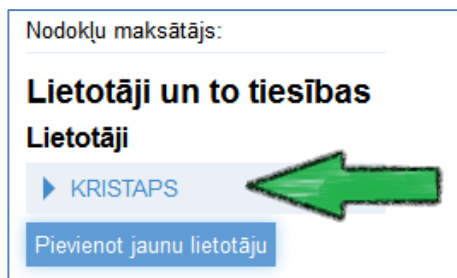 Nodokļu maksātājs:
Lietotāji un to tiesības
Lietotāji
KRISTAPS
Pievienot jaunu lietotāju